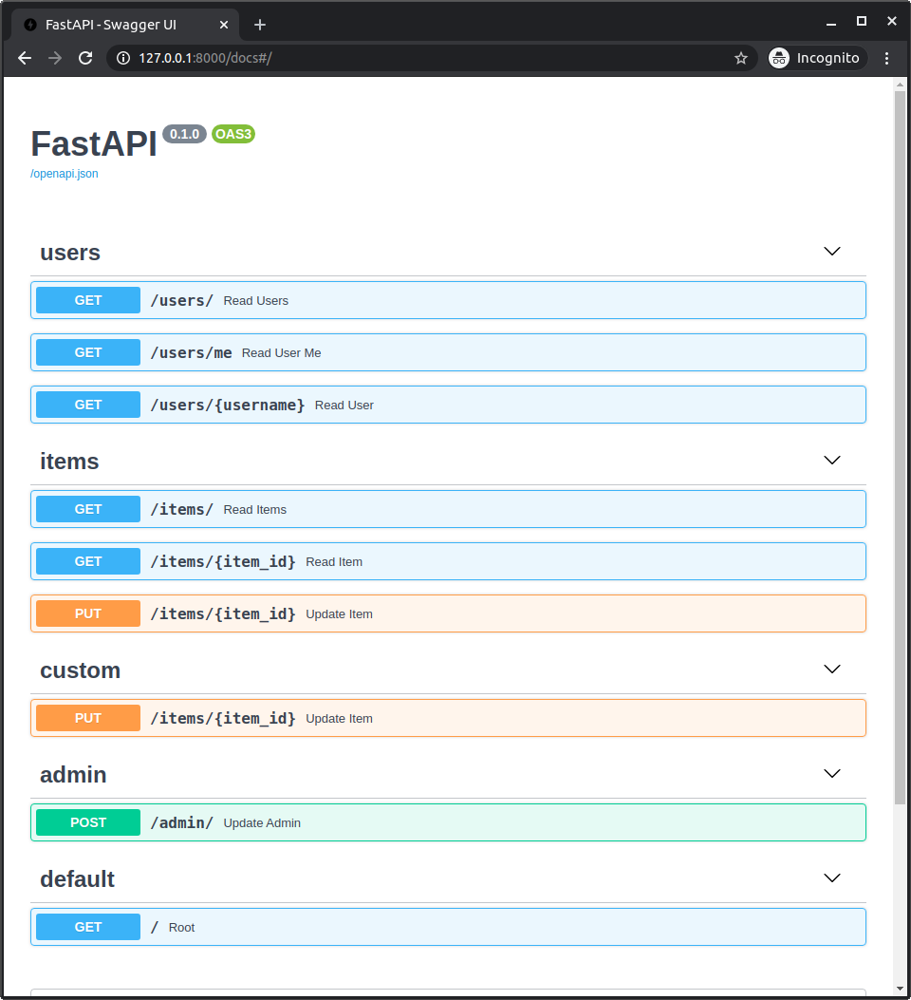 FastAPI - Swagger UI
127.0.0.1:8000/docs#/
Incognito
FastAPI 0.1.0 OAS3
/openapi.json
users
GET /users/ Read Users
GET /users/me Read User Me
GET /users/{username} Read User
items
GET /items/ Read Items
GET /items/{item_id} Read Item
PUT /items/{item_id} Update Item
custom
PUT /items/{item_id} Update Item
admin
POST /admin/ Update Admin
default
GET / Root